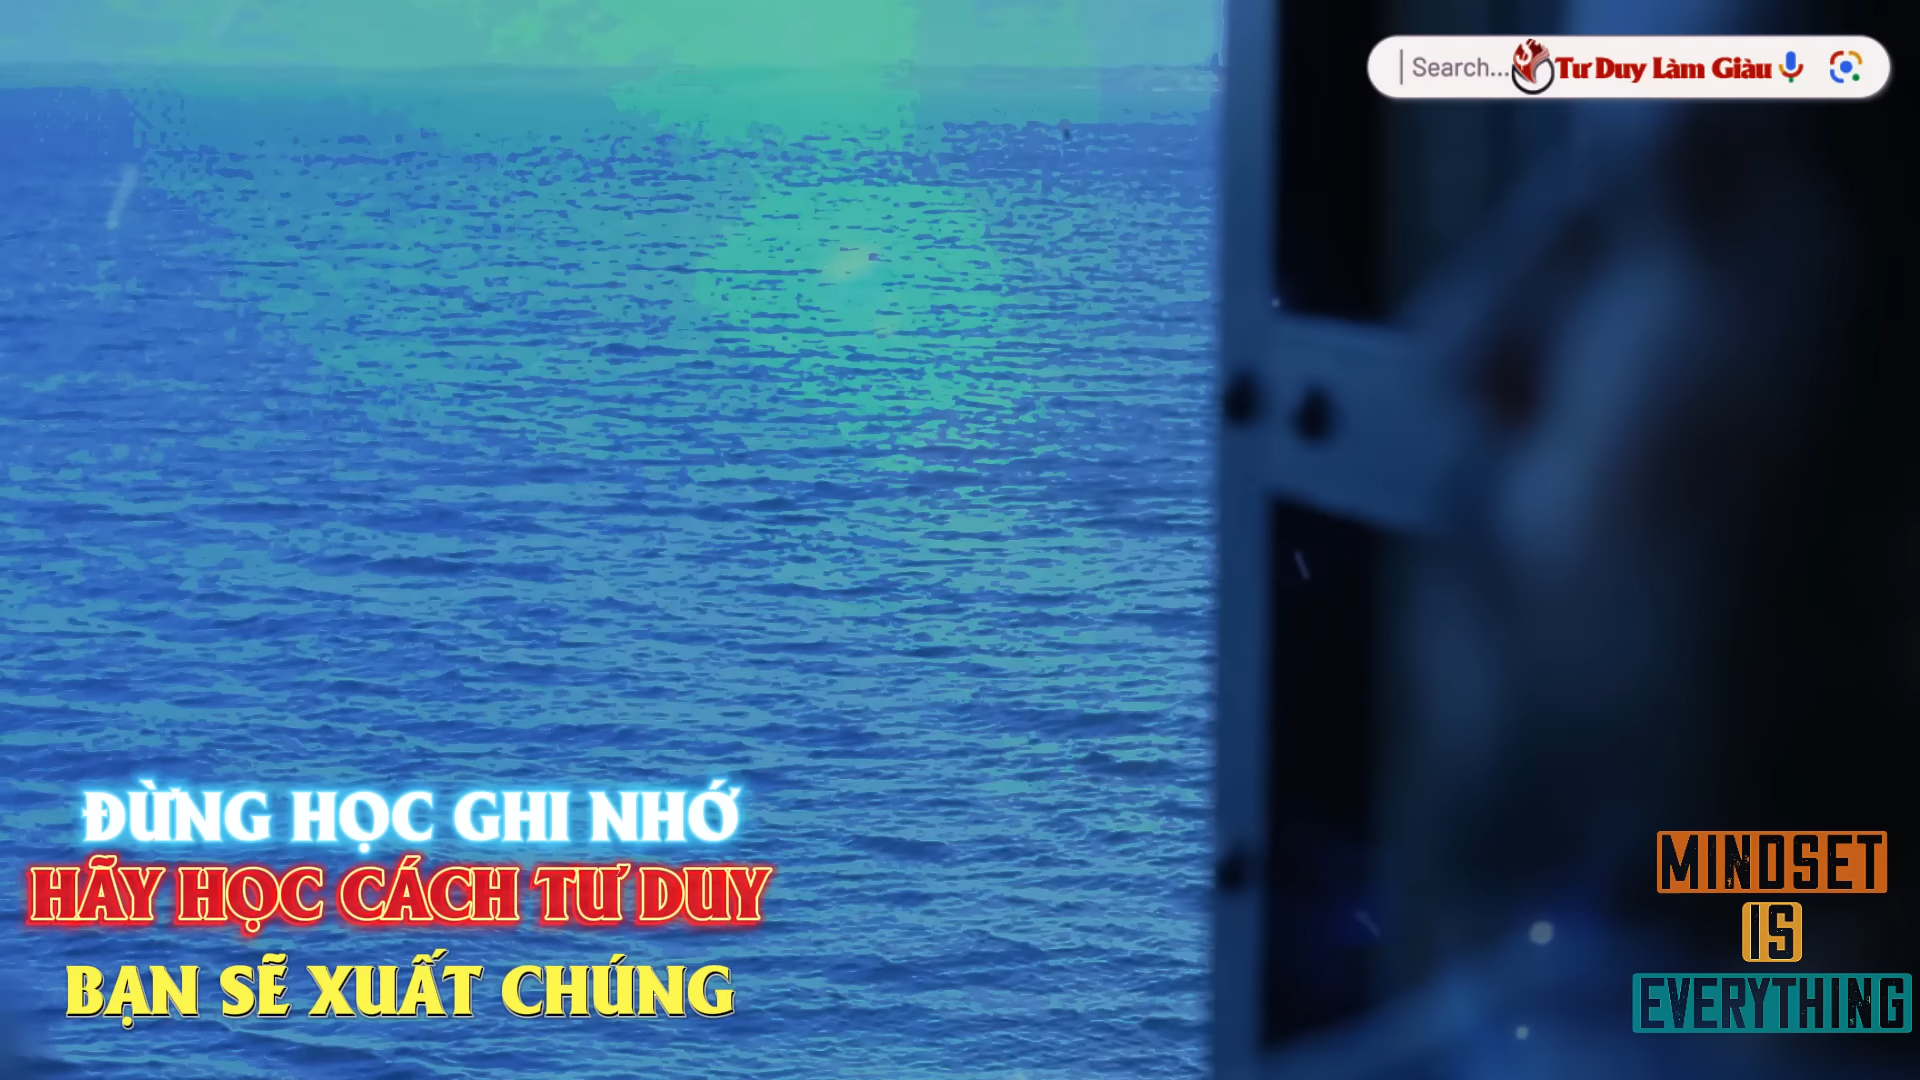 Search... Tư Duy Làm Giàu
ĐỪNG HỌC GHI NHỚ
HÃY HỌC CÁCH TƯ DUY
BẠN SẼ XUẤT CHÚNG
MINDSET
IS
EVERYTHING